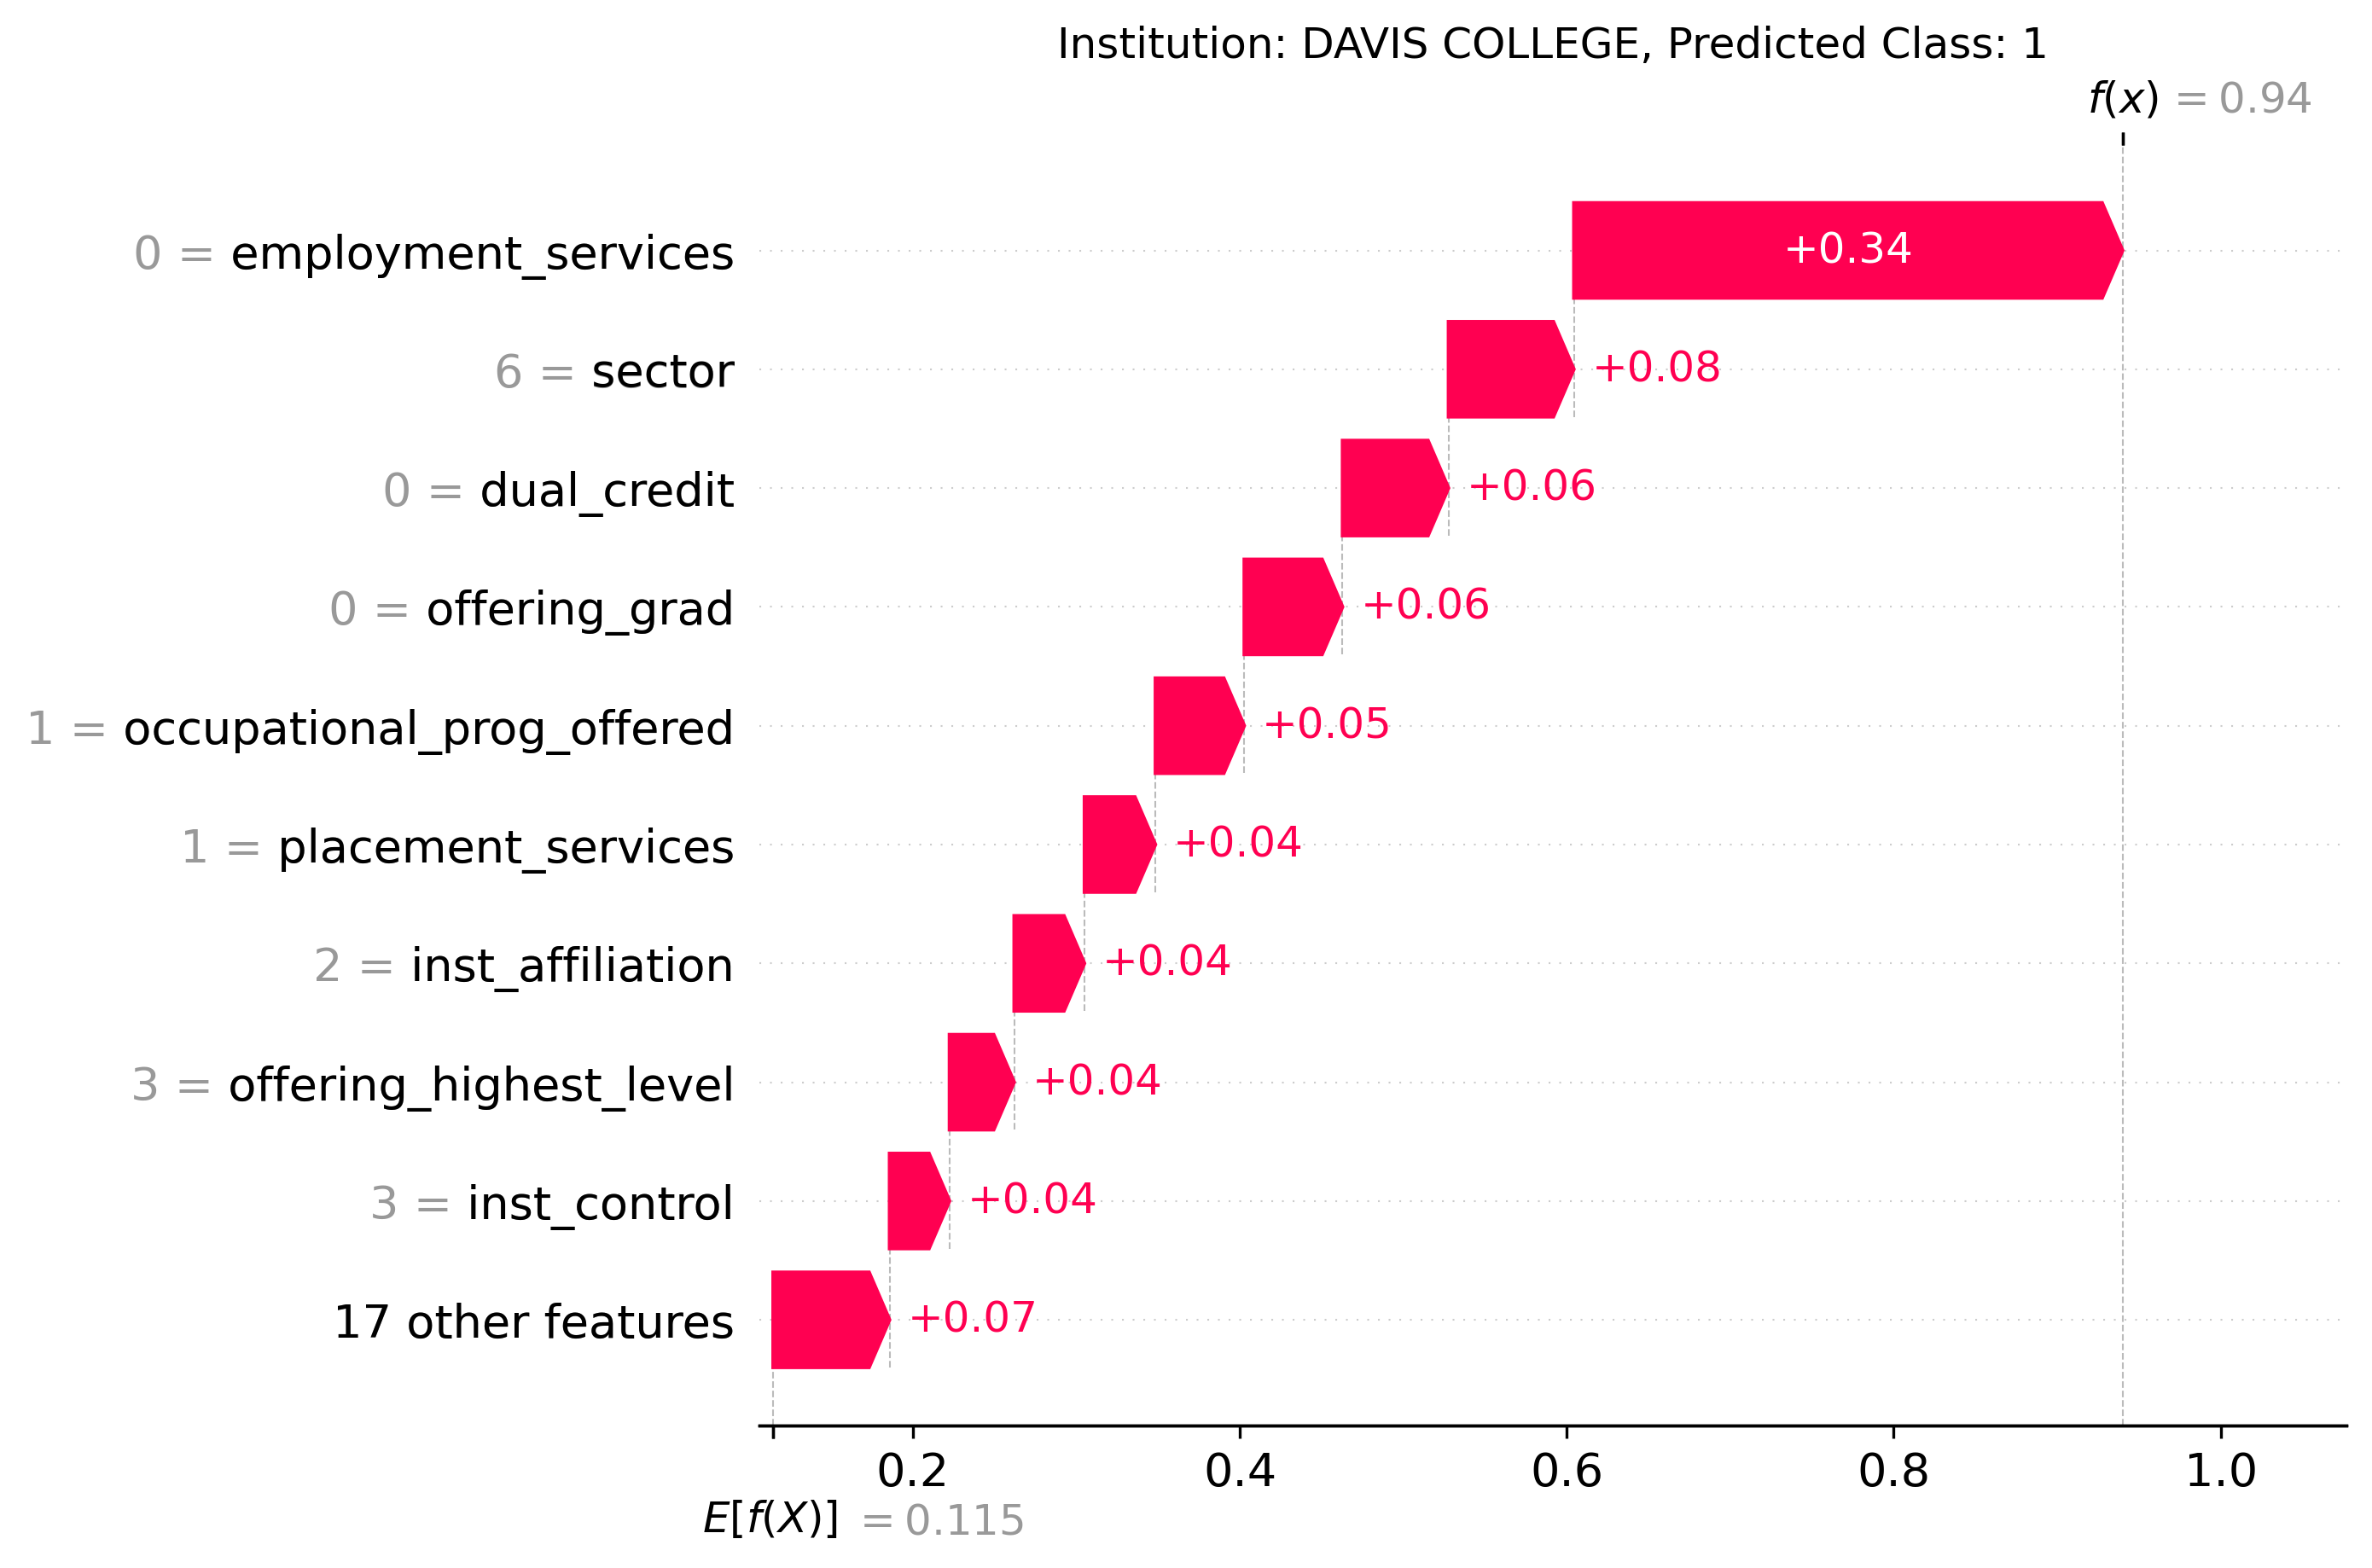 Institution: DAVIS COLLEGE, Predicted Class: 1
f(x) = 0.94
0 = employment_services +0.34
6 = sector +0.08
0 = dual_credit +0.06
0 = offering_grad +0.06
1 = occupational_prog_offered +0.05
1 = placement_services +0.04
2 = inst_affiliation +0.04
3 = offering_highest_level +0.04
3 = inst_control +0.04
17 other features +0.07
0.2 0.4 0.6 0.8 1.0
E[f(X)] = 0.115